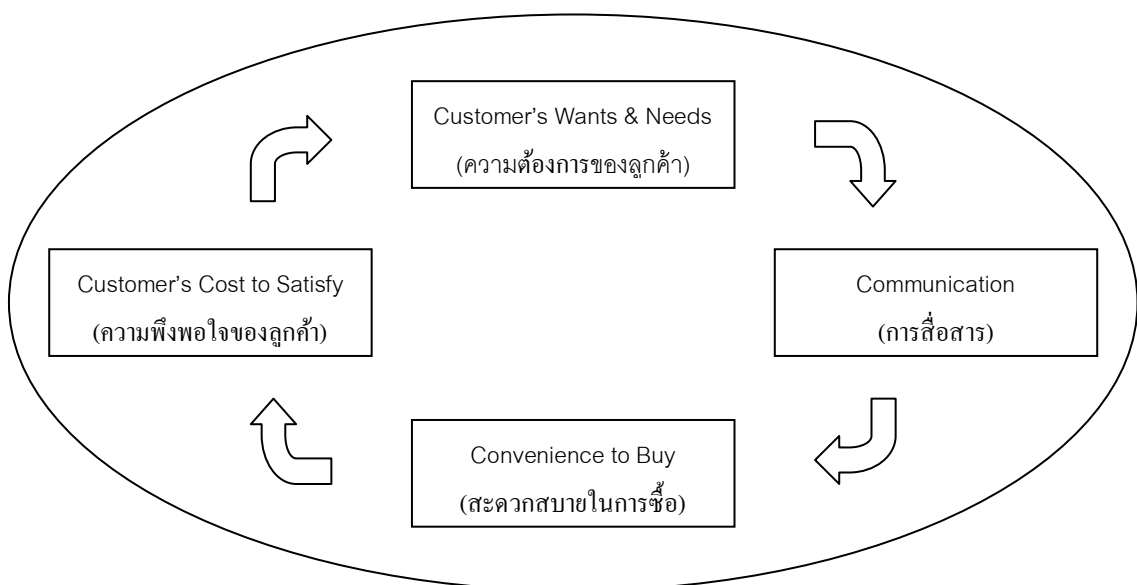 Customer's Wants & Needs
(ความต้องการของลูกค้า)
Customer's Cost to Satisfy
(ความพึงพอใจของลูกค้า)
Communication
(การสื่อสาร)
Convenience to Buy
(สะดวกสบายในการซื้อ)